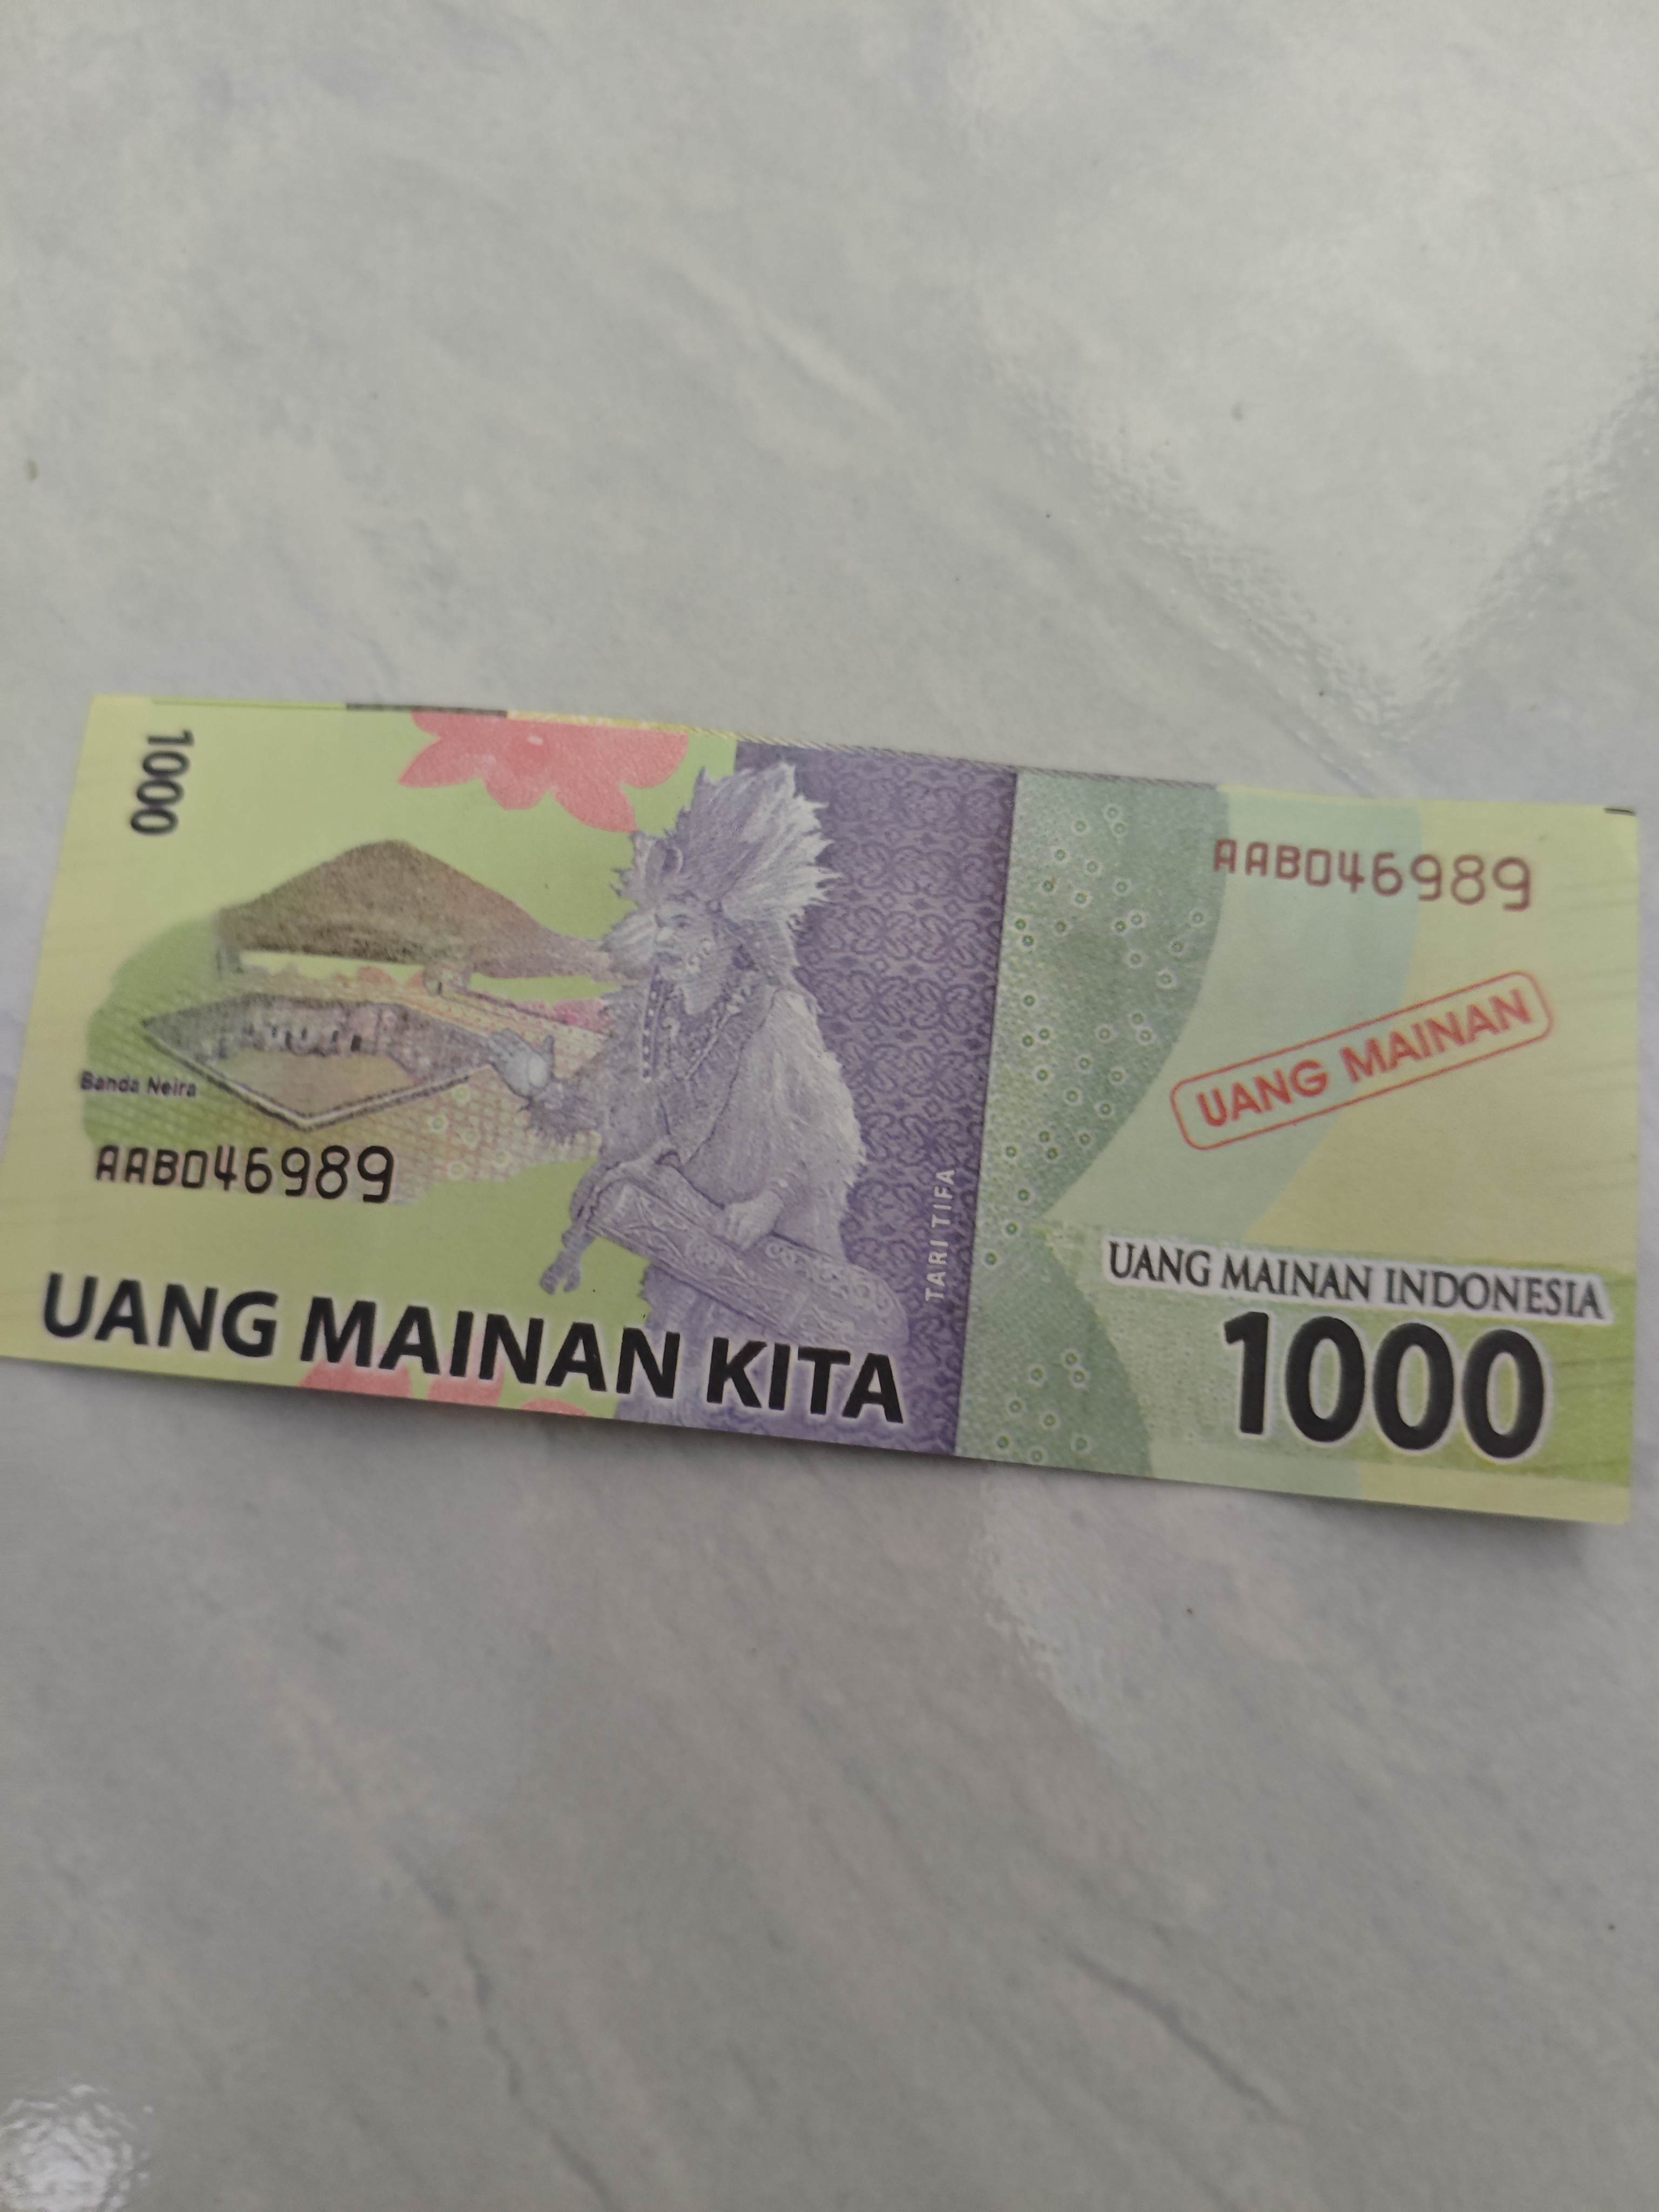 1000
AAB046989
UANG MAINAN
Banda Neira
AAB046989
TARI TIFA
UANG MAINAN INDONESIA
1000
UANG MAINAN KITA